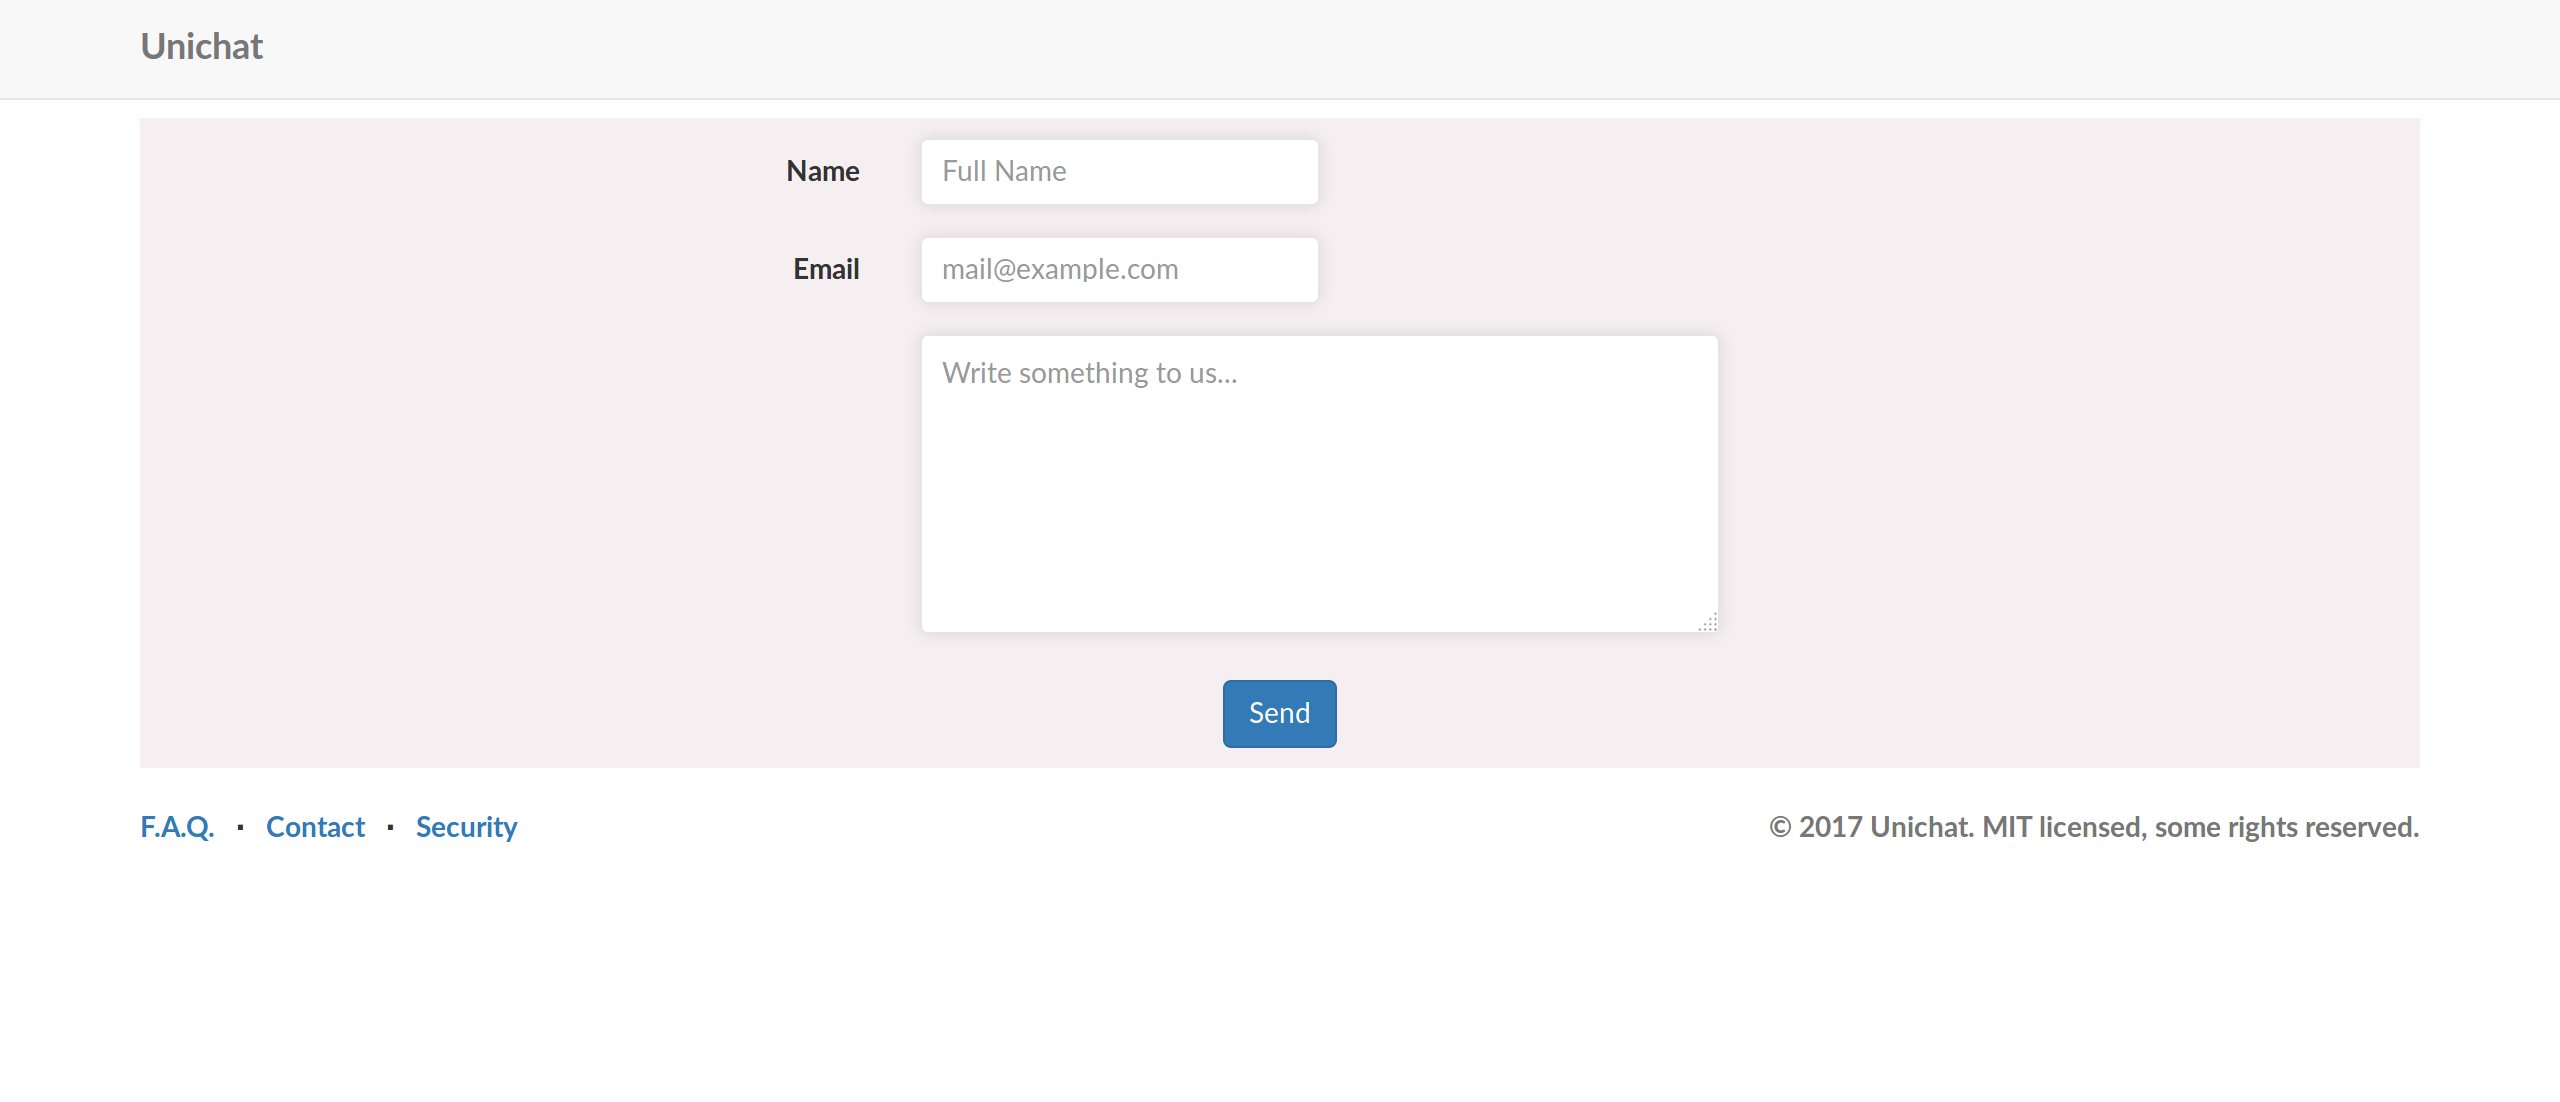 Unichat
Name Full Name
Email mail@example.com
Write something to us...
Send
F.A.Q. · Contact · Security © 2017 Unichat. MIT licensed, some rights reserved.